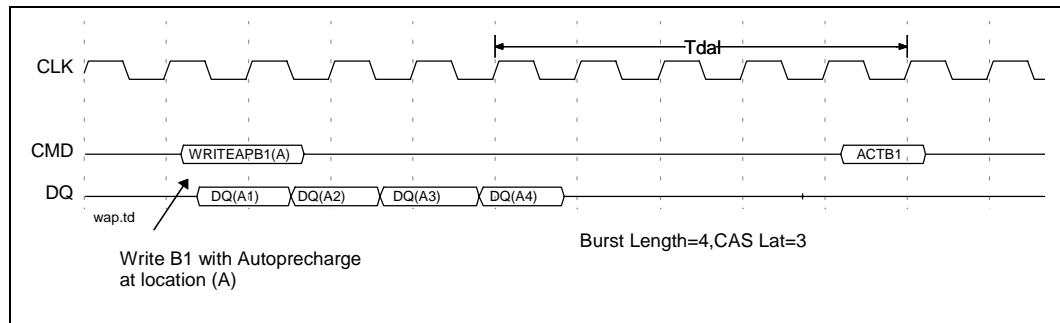 Tdal
CLK
CMD
WRITEAPB1(A)
ACTB1
DQ
DQ(A1)
DQ(A2)
DQ(A3)
DQ(A4)
wap.td
Burst Length=4,CAS Lat=3
Write B1 with Autoprecharge
at location (A)